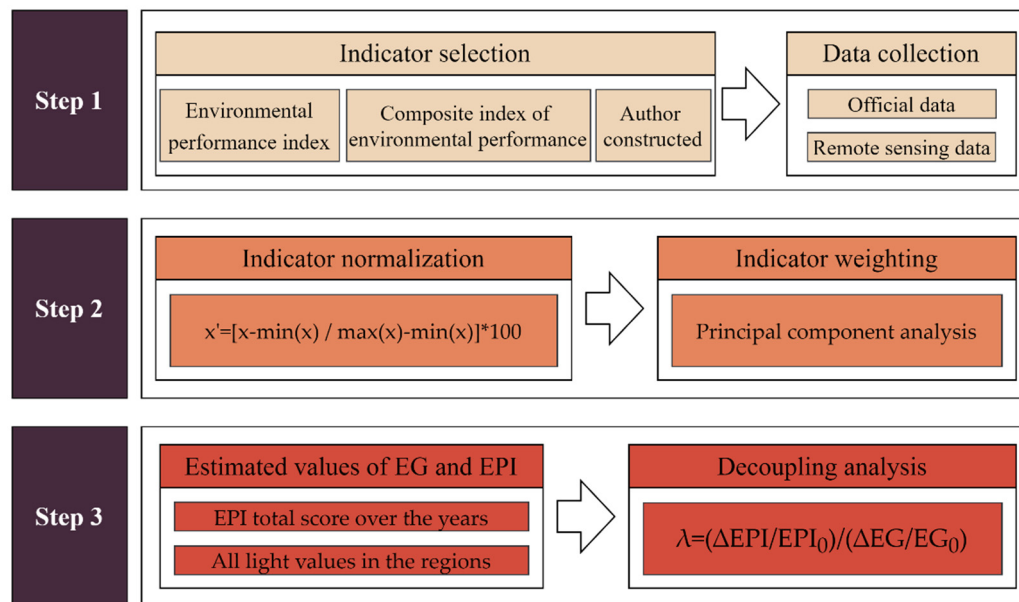 Step 1
Indicator selection
Environmental
performance index
Composite index of
environmental performance
Author
constructed
Data collection
Official data
Remote sensing data
Step 2
Indicator normalization
x'=[x-min(x) / max(x)-min(x)]*100
Indicator weighting
Principal component analysis
Step 3
Estimated values of EG and EPI
EPI total score over the years
All light values in the regions
Decoupling analysis
λ=(ΔEPI/EPI₀)/(ΔEG/EG₀)